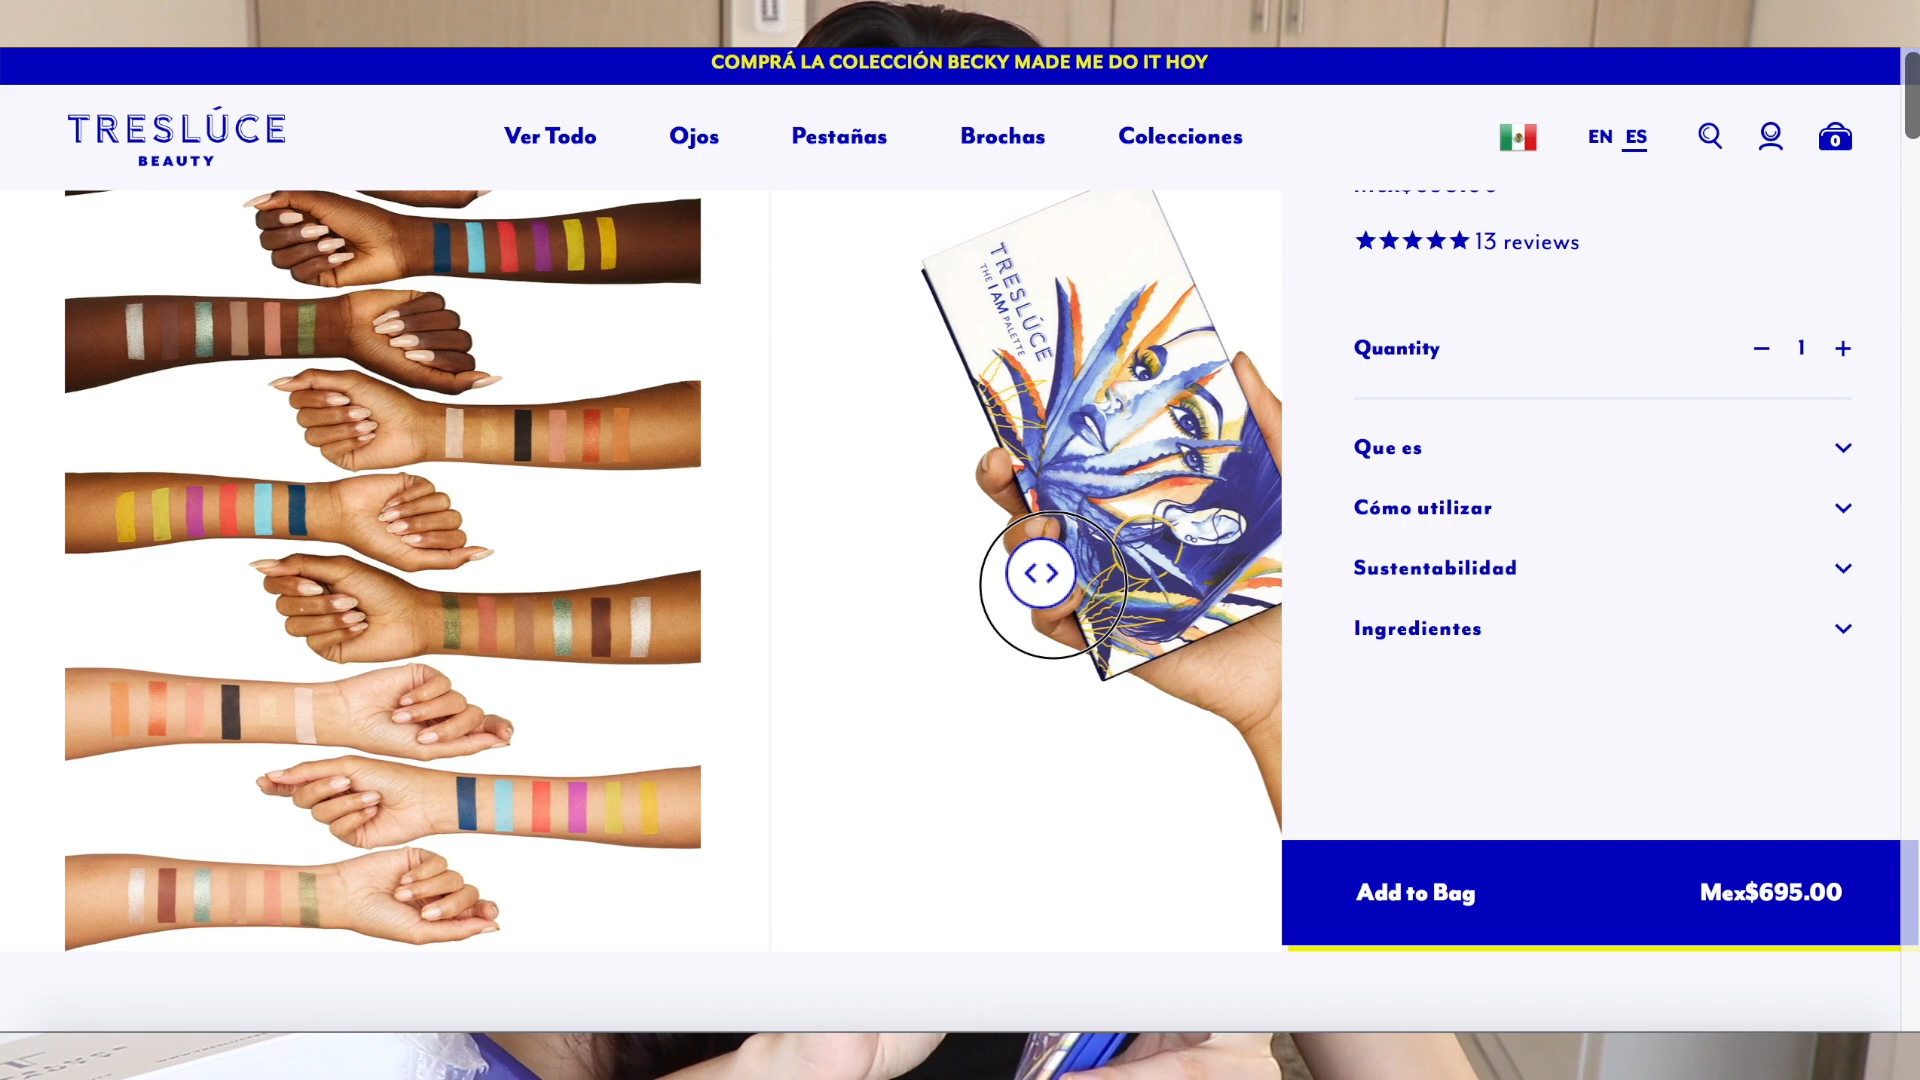 COMPRÁ LA COLECCIÓN BECKY MADE ME DO IT HOY
TRESLÚCE
BEAUTY
Ver Todo
Ojos
Pestañas
Brochas
Colecciones
EN ES
0
TRESLÚCE
THE I AM PALETTE
13 reviews
Quantity
1
Que es
Cómo utilizar
Sustentabilidad
Ingredientes
Add to Bag
Mex$695.00